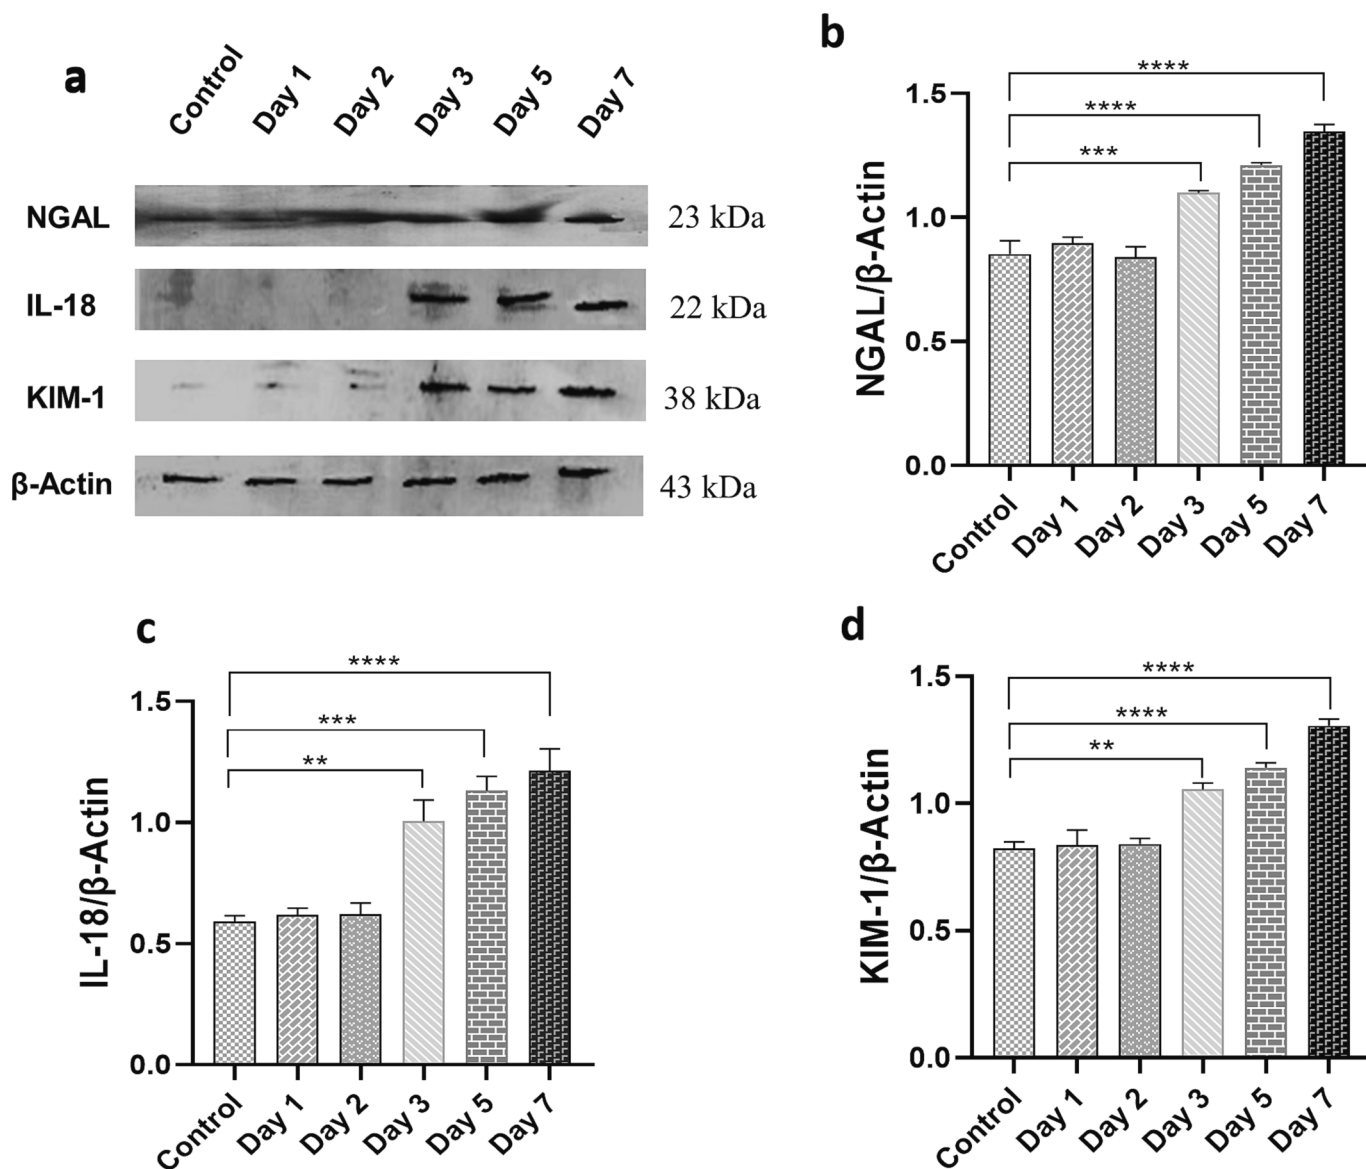 a
Control
Day 1
Day 2
Day 3
Day 5
Day 7
NGAL
23 kDa
IL-18
22 kDa
KIM-1
38 kDa
β-Actin
43 kDa
b
NGAL/β-Actin
1.5
1.0
0.5
0.0
****
****
***
Control
Day 1
Day 2
Day 3
Day 5
Day 7
c
IL-18/β-Actin
1.5
1.0
0.5
0.0
****
***
**
Control
Day 1
Day 2
Day 3
Day 5
Day 7
d
KIM-1/β-Actin
1.5
1.0
0.5
0.0
****
****
**
Control
Day 1
Day 2
Day 3
Day 5
Day 7